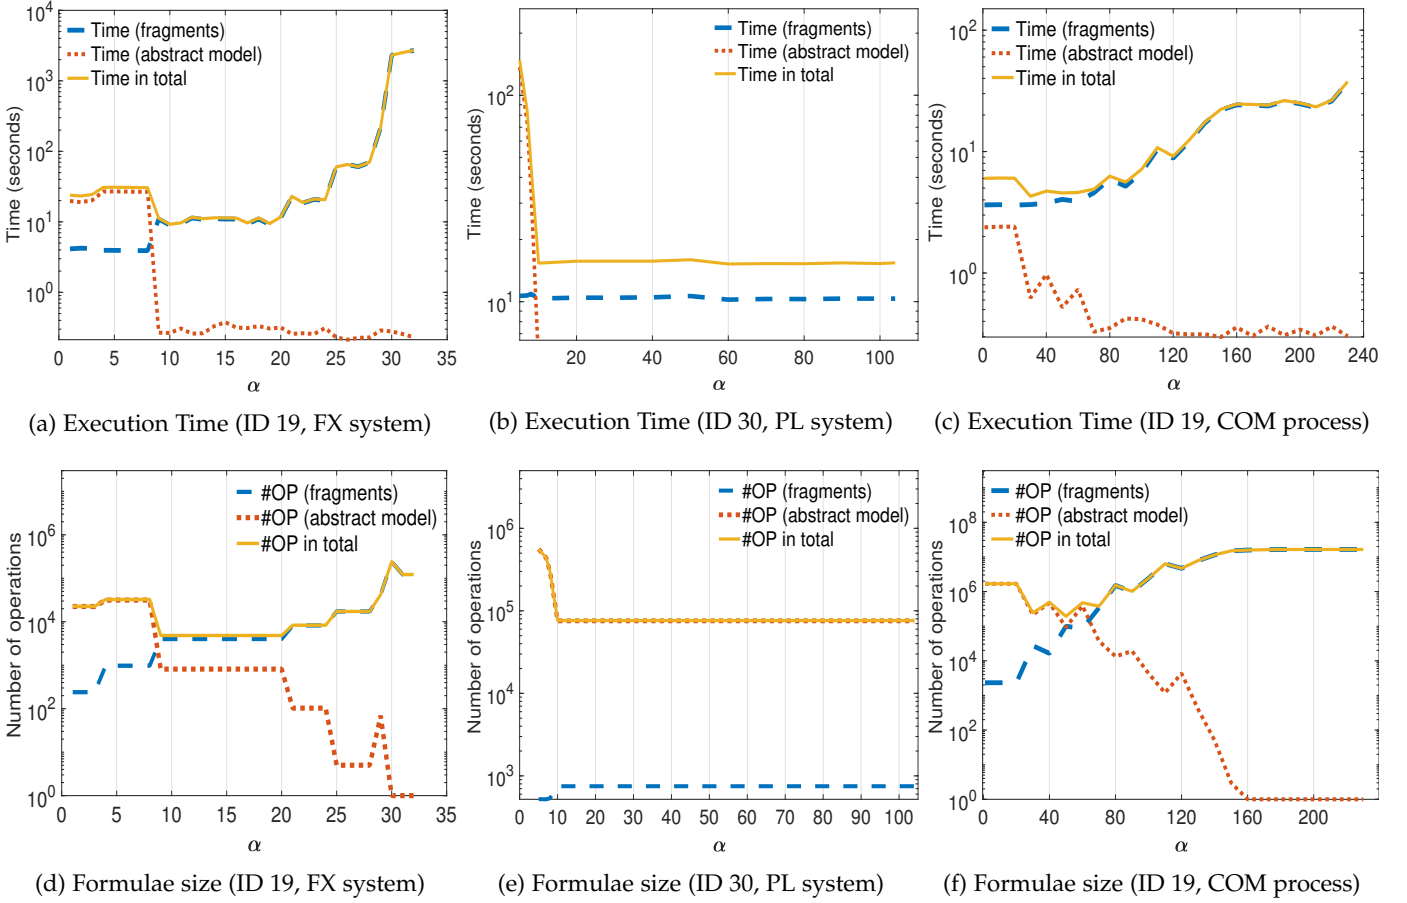 Time (seconds)
10^4
10^3
10^2
10^1
10^0
Time (fragments)
Time (abstract model)
Time in total
0 5 10 15 20 25 30 35
α
(a) Execution Time (ID 19, FX system)
Time (seconds)
10^2
10^1
Time (fragments)
Time (abstract model)
Time in total
20 40 60 80 100
α
(b) Execution Time (ID 30, PL system)
Time (seconds)
10^2
10^1
10^0
Time (fragments)
Time (abstract model)
Time in total
0 40 80 120 160 200 240
α
(c) Execution Time (ID 19, COM process)
Number of operations
10^6
10^4
10^2
10^0
#OP (fragments)
#OP (abstract model)
#OP in total
0 5 10 15 20 25 30 35
α
(d) Formulae size (ID 19, FX system)
Number of operations
10^6
10^5
10^4
10^3
#OP (fragments)
#OP (abstract model)
#OP in total
0 10 20 30 40 50 60 70 80 90 100
α
(e) Formulae size (ID 30, PL system)
Number of operations
10^8
10^6
10^4
10^2
10^0
#OP (fragments)
#OP (abstract model)
#OP in total
0 40 80 120 160 200
α
(f) Formulae size (ID 19, COM process)